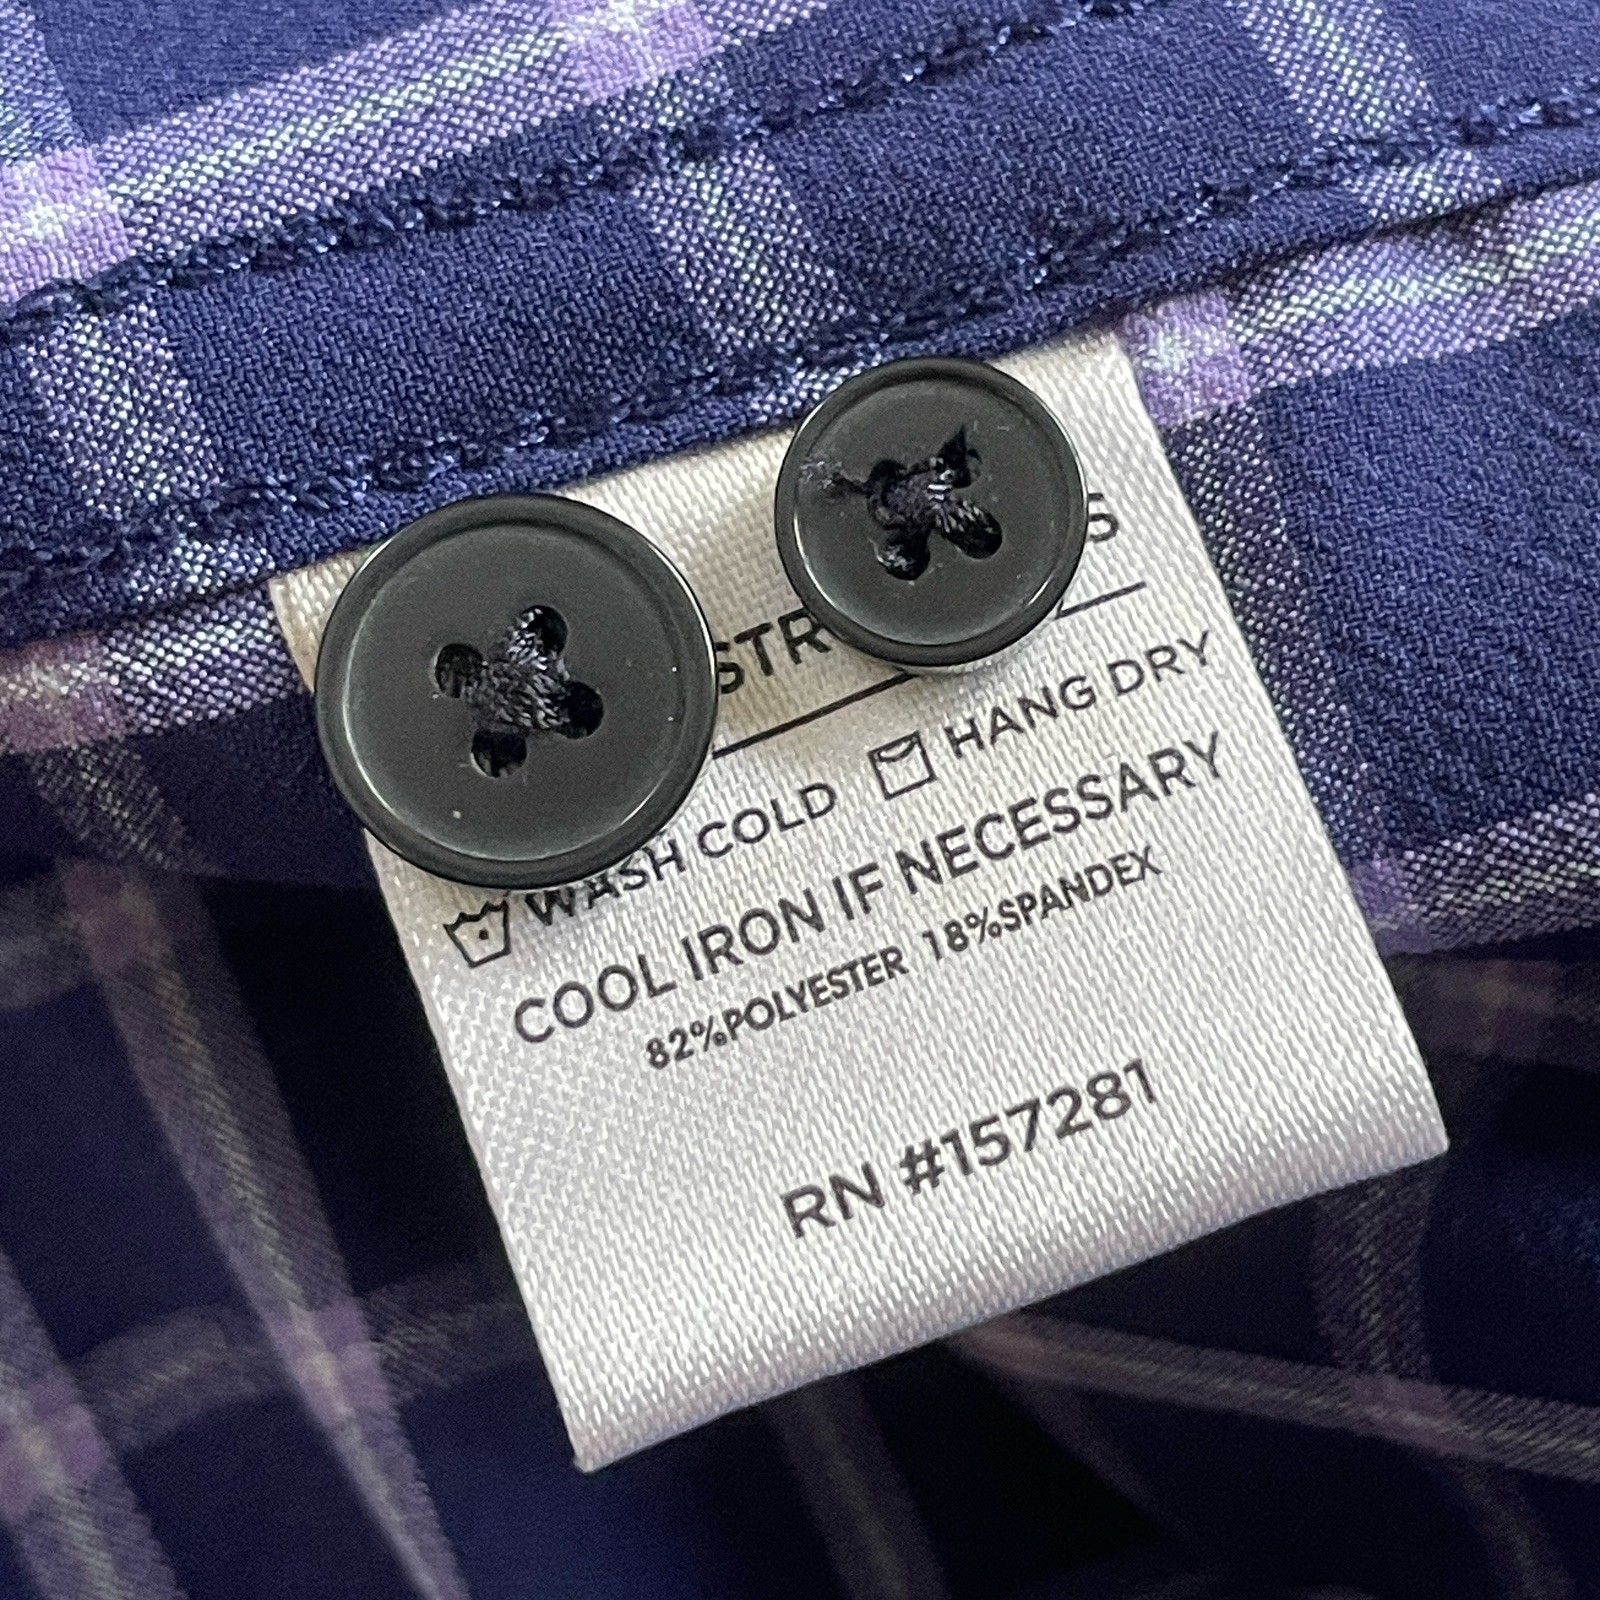 WASH COLD HANG DRY
COOL IRON IF NECESSARY
82%POLYESTER 18%SPANDEX
RN #157281